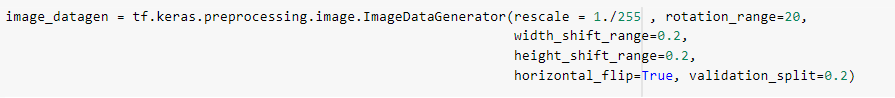 image_datagen = tf.keras.preprocessing.image.ImageDataGenerator(rescale = 1./255 , rotation_range=20,
width_shift_range=0.2,
height_shift_range=0.2,
horizontal_flip=True, validation_split=0.2)